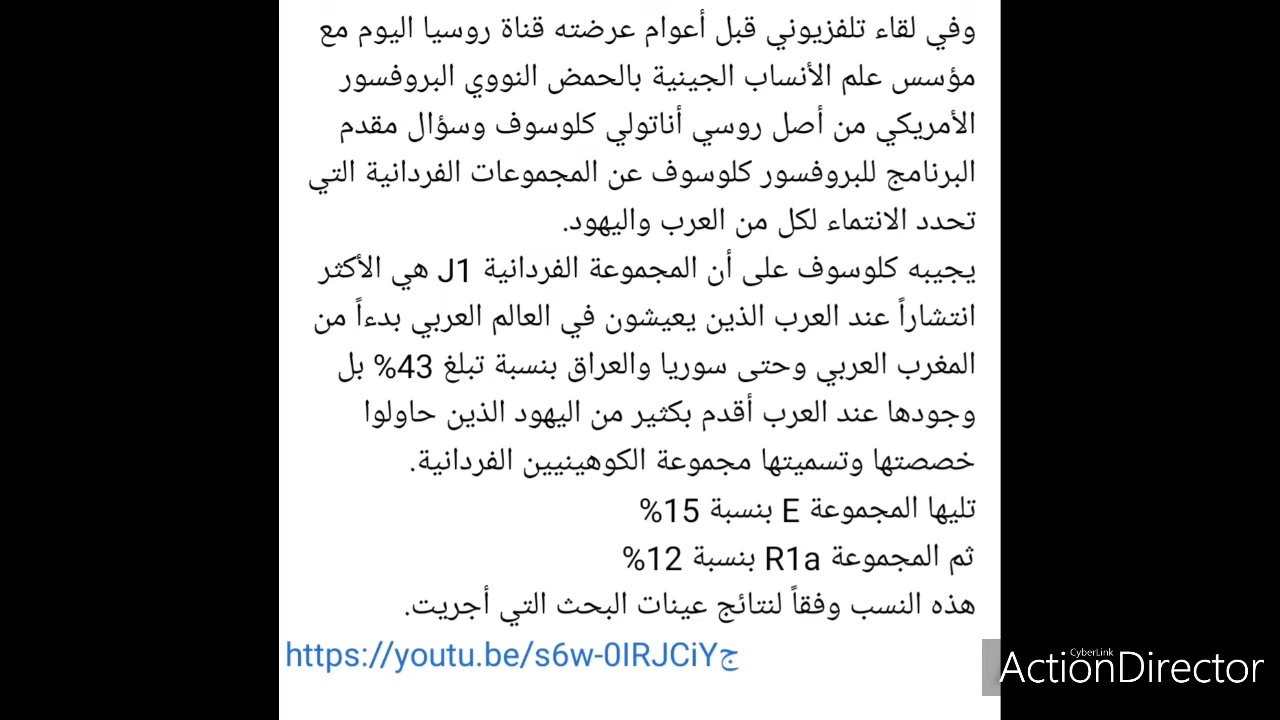 وفي لقاء تلفزيوني قبل أعوام عرضته قناة روسيا اليوم مع
مؤسس علم الأنساب الجينية بالحمض النووي البروفسور
الأمريكي من أصل روسي أناتولي كلوسوف وسؤال مقدم
البرنامج للبروفسور كلوسوف عن المجموعات الفردانية التي
تحدد الانتماء لكل من العرب واليهود.
يجيبه كلوسوف على أن المجموعة الفردانية J1 هي الأكثر
انتشاراً عند العرب الذين يعيشون في العالم العربي بدءاً من
المغرب العربي وحتى سوريا والعراق بنسبة تبلغ 43% بل
وجودها عند العرب أقدم بكثير من اليهود الذين حاولوا
خصصتها وتسميتها مجموعة الكوهينيين الفردانية.
تليها المجموعة E بنسبة 15%
ثم المجموعة R1a بنسبة 12%
هذه النسب وفقاً لنتائج عينات البحث التي أجريت.
https://youtu.be/s6w-0IRJCiYج
CyberLink
ActionDirector